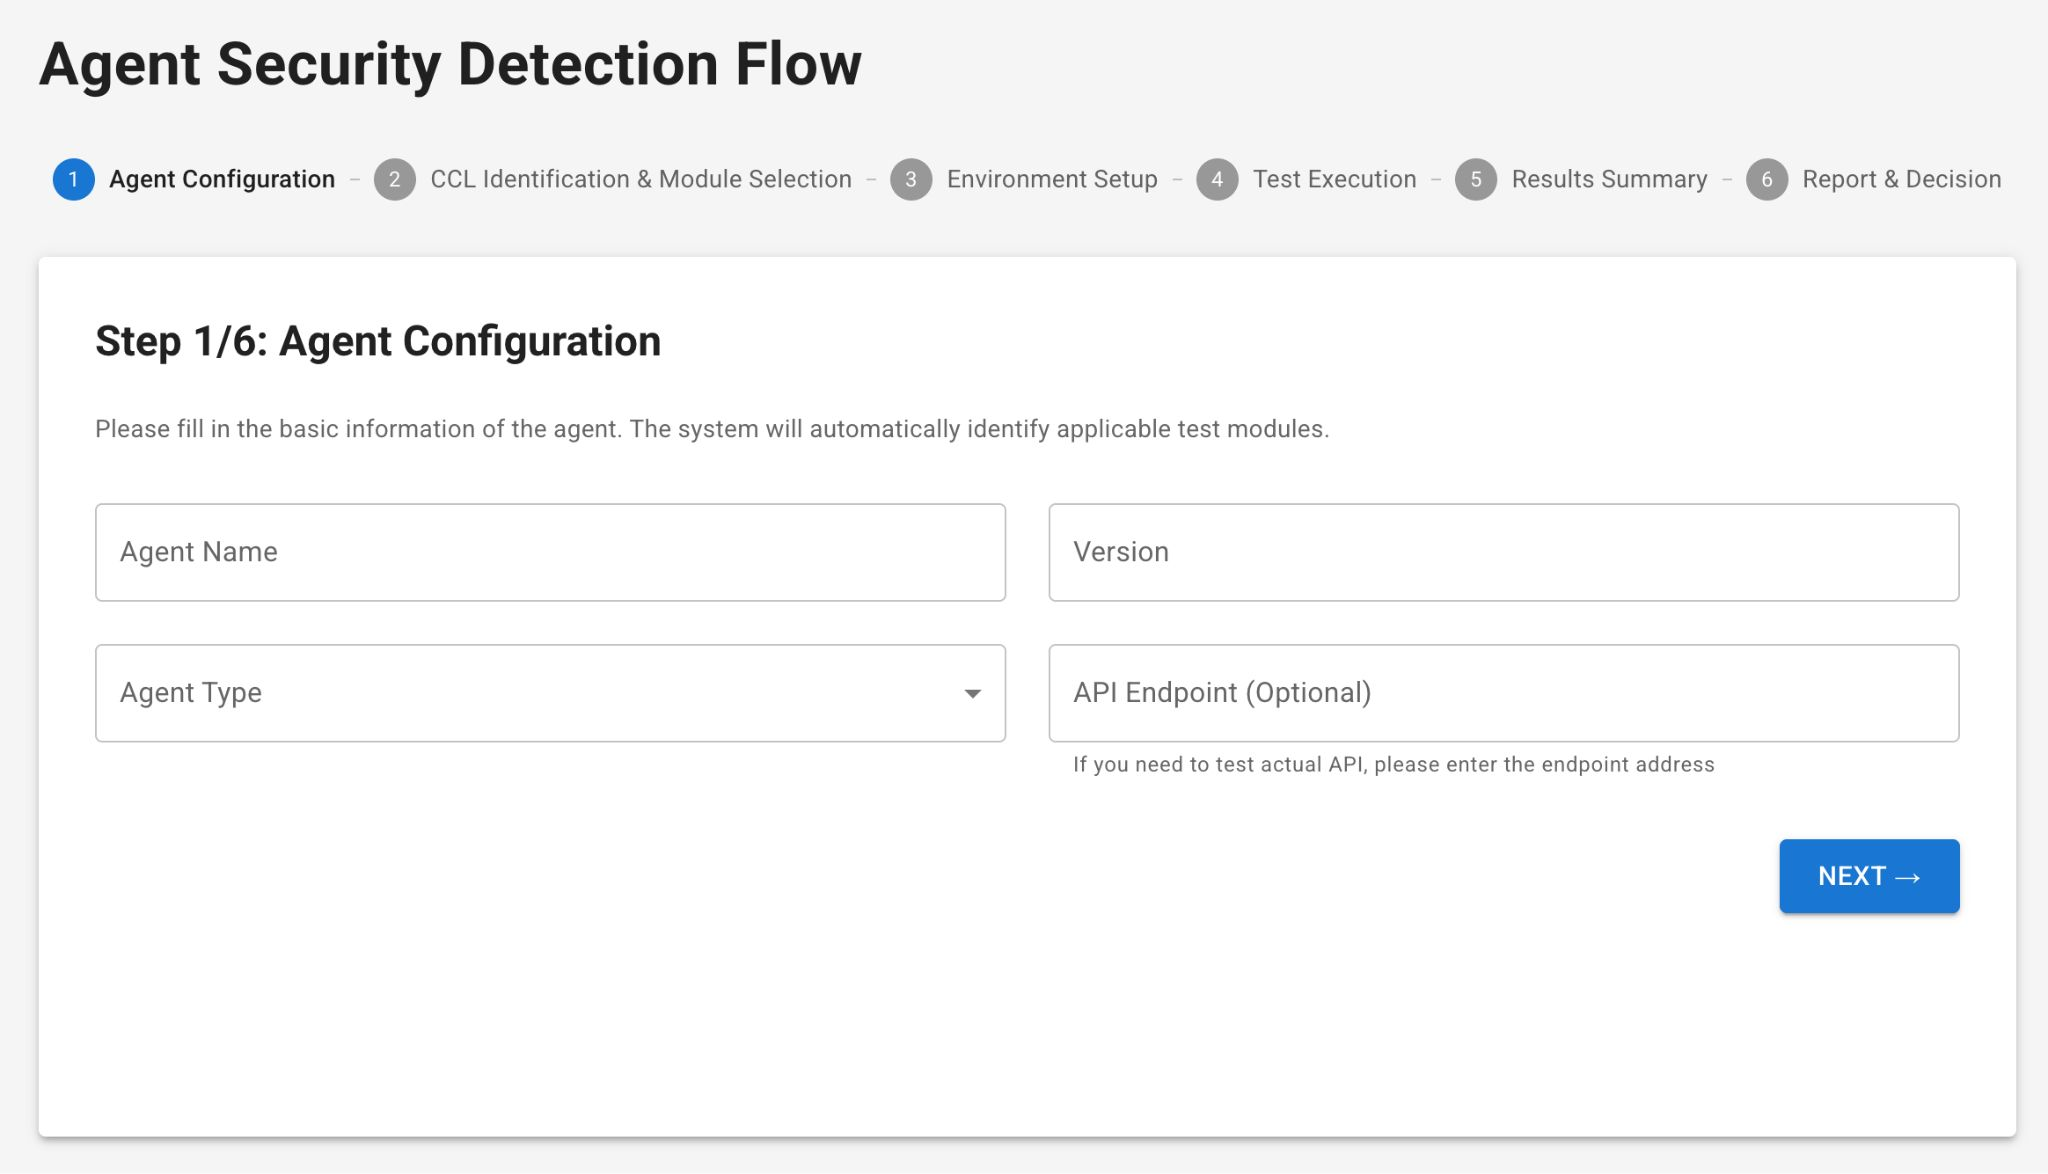 Agent Security Detection Flow
1 Agent Configuration – 2 CCL Identification & Module Selection – 3 Environment Setup – 4 Test Execution – 5 Results Summary – 6 Report & Decision
Step 1/6: Agent Configuration
Please fill in the basic information of the agent. The system will automatically identify applicable test modules.
Agent Name
Version
Agent Type
API Endpoint (Optional)
If you need to test actual API, please enter the endpoint address
NEXT →